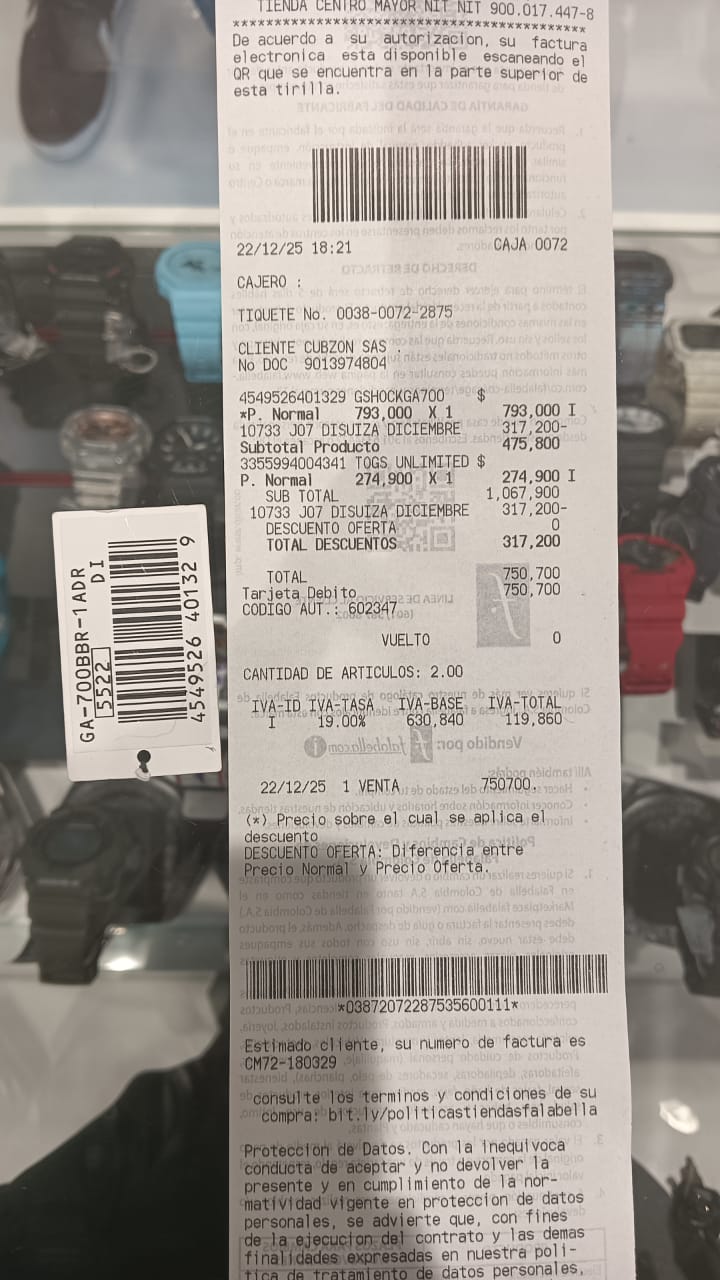 TIENDA CENTRO MAYOR NIT NIT 900.017.447-8
******************************************
De acuerdo a su autorizacion, su factura
electronica esta disponible escaneando el
QR que se encuentra en la parte superior de
esta tirilla.
22/12/25 18:21 CAJA 0072
CAJERO :
TIQUETE No. 0038-0072-2875
CLIENTE CUBZON SAS .
No DOC 9013974804
4549526401329 GSHOCKGA700 $
*P. Normal 793,000 X 1 793,000 I
10733 J07 DISUIZA DICIEMBRE 317,200-
Subtotal Producto 475,800
3355994004341 TOGS UNLIMITED $
P. Normal 274,900 X 1 274,900 I
SUB TOTAL 1,067,900
10733 J07 DISUIZA DICIEMBRE 317,200-
DESCUENTO OFERTA 0
TOTAL DESCUENTOS 317,200
TOTAL 750,700
Tarjeta Debito 750,700
CODIGO AUT.: 602347
VUELTO 0
CANTIDAD DE ARTICULOS: 2.00
IVA-ID IVA-TASA IVA-BASE IVA-TOTAL
1 19.00% 630,840 119,860
22/12/25 1 VENTA 750700.
(*) Precio sobre el cual se aplica el
descuento
DESCUENTO OFERTA: Diferencia entre
Precio Normal y Precio Oferta.
*03872072287535600111*
Estimado cliente, su numero de factura es
CM72-180329
consulte los terminos y condiciones de su
compra: bit.lv/politicastiendasfalabella
Proteccion de Datos. Con la inequivoca
conducta de aceptar y no devolver la
presente y en cumplimiento de la nor-
matividad vigente en proteccion de datos
personales, se advierte que, con fines
de la ejecucion del contrato y las demas
finalidades expresadas en nuestra poli-
tica de tratamiento de datos personales,
GA-700BBR-1ADR
5522 DI
4549526 40132 9